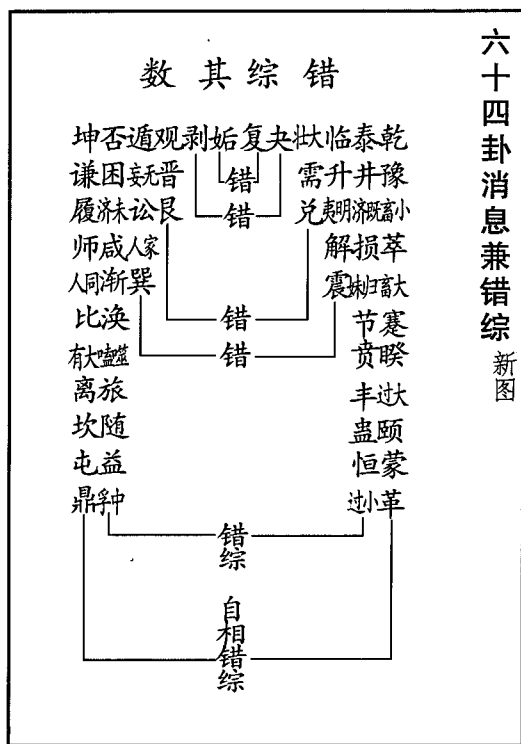 六十四卦消息兼错综
新图
错综其数
乾泰临大壮夬复姤剥观遁否坤
豫井升需 错 晋无妄困谦
小畜既济明夷兑 错 艮讼未济履
萃损解 家人咸师
大畜归妹震 巽渐同人
蹇节 错 涣比
睽贲 错 噬嗑大有
大过丰 旅离
颐蛊 随坎
蒙恒 益屯
革小过 中孚鼎
错综
自相错综